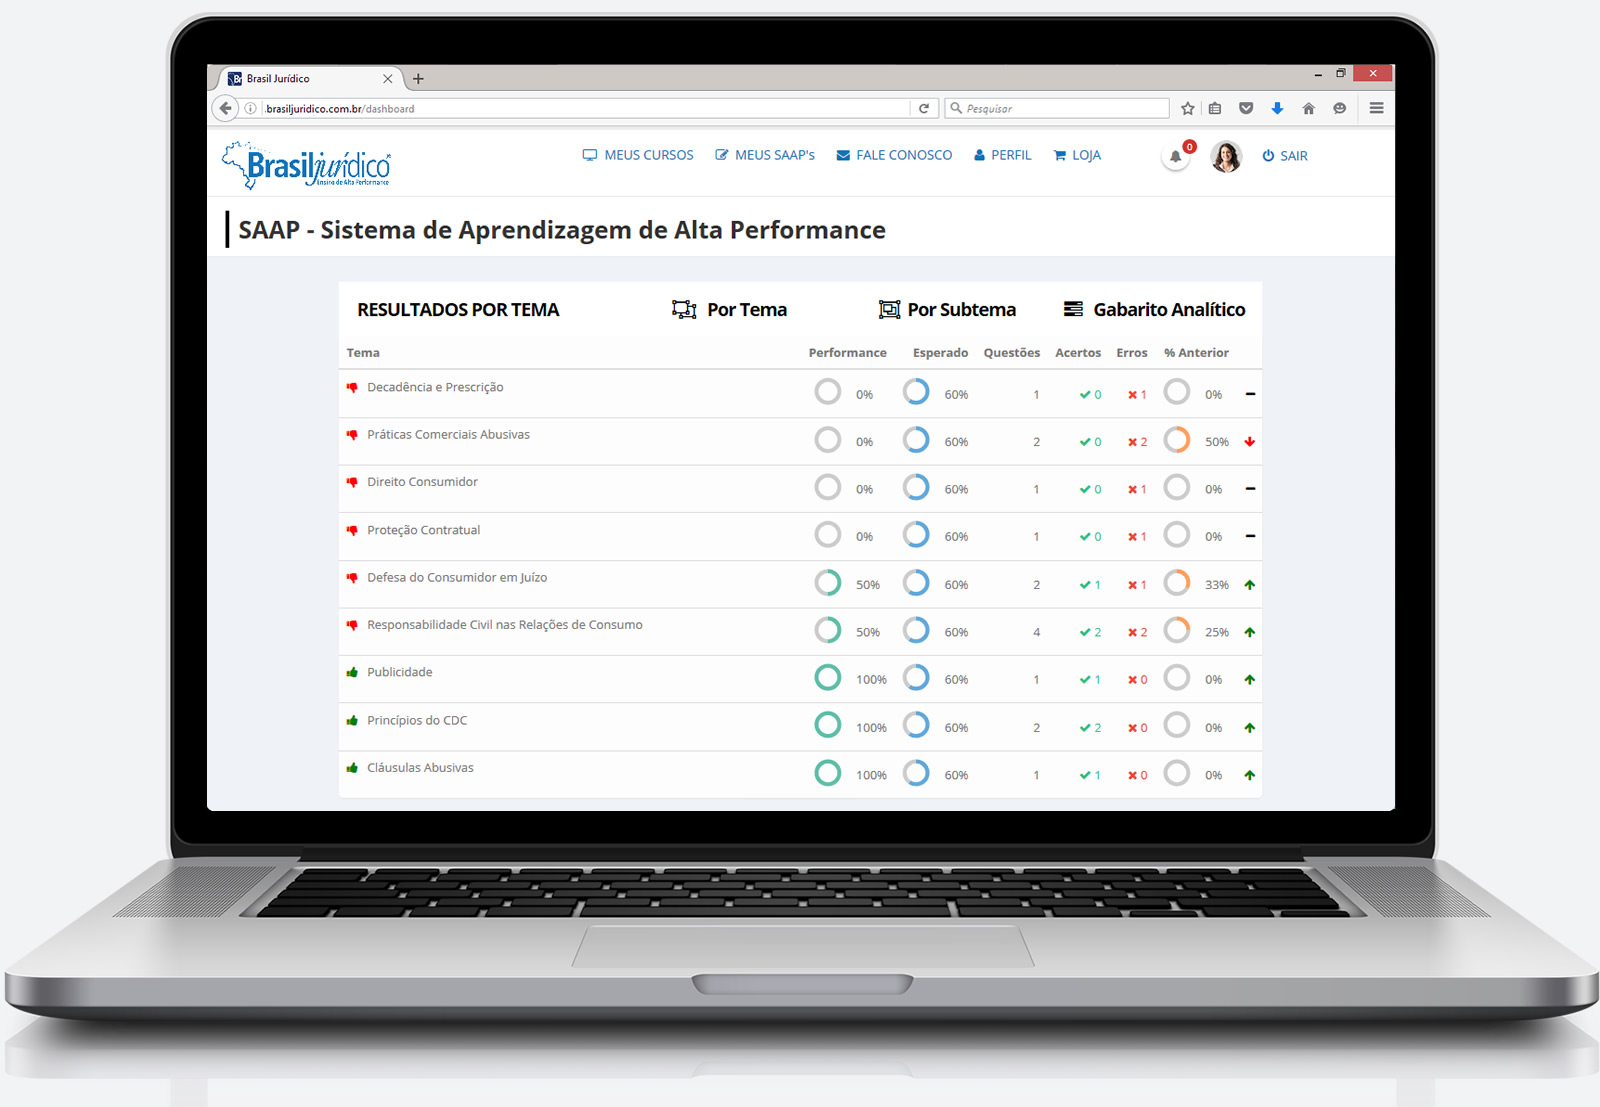 Br Brasil Jurídico
.brasiljuridico.com.br/dashboard
Pesquisar
Brasiljurídico
Ensino de Alta Performance
MEUS CURSOS MEUS SAAP's FALE CONOSCO PERFIL LOJA 0 SAIR
SAAP - Sistema de Aprendizagem de Alta Performance
RESULTADOS POR TEMA Por Tema Por Subtema Gabarito Analítico
Tema Performance Esperado Questões Acertos Erros % Anterior
Decadência e Prescrição 0% 60% 1 0 1 0%
Práticas Comerciais Abusivas 0% 60% 2 0 2 50%
Direito Consumidor 0% 60% 1 0 1 0%
Proteção Contratual 0% 60% 1 0 1 0%
Defesa do Consumidor em Juízo 50% 60% 2 1 1 33%
Responsabilidade Civil nas Relações de Consumo 50% 60% 4 2 2 25%
Publicidade 100% 60% 1 1 0 0%
Princípios do CDC 100% 60% 2 2 0 0%
Cláusulas Abusivas 100% 60% 1 1 0 0%